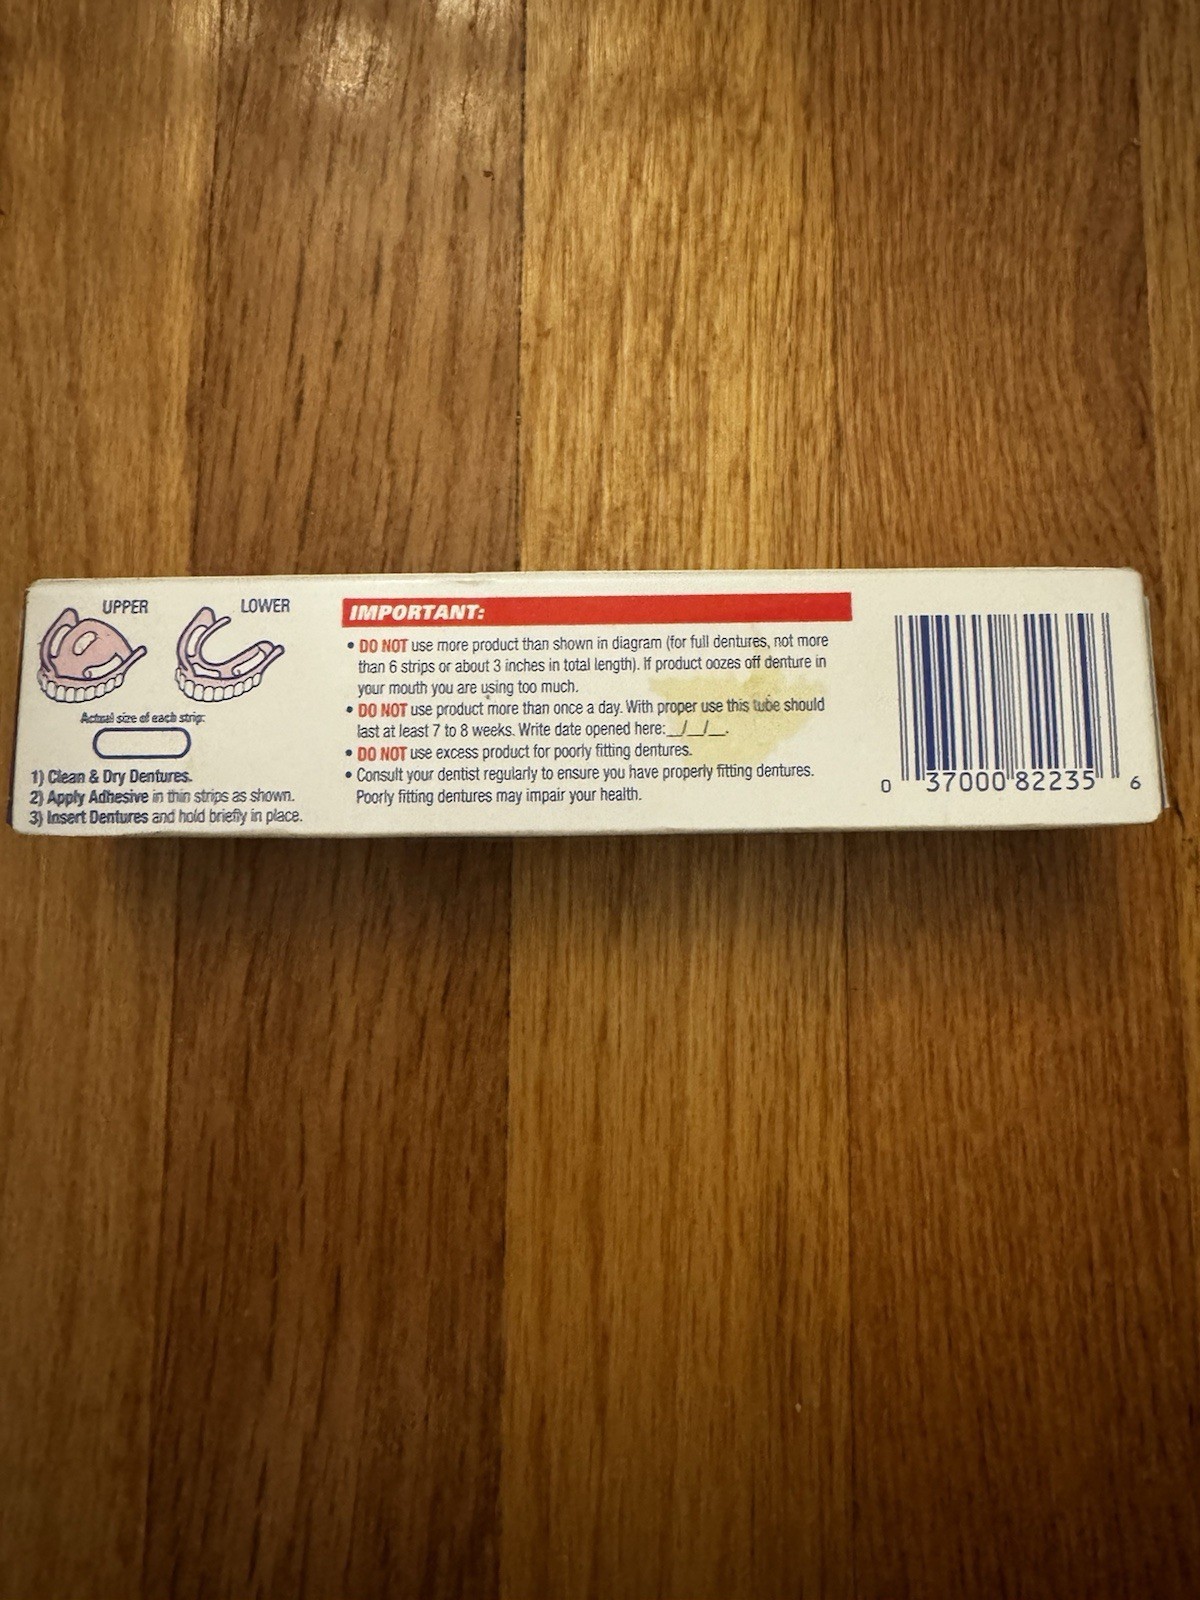 UPPER
LOWER
Actual size of each strip:
1) Clean & Dry Dentures.
2) Apply Adhesive in thin strips as shown.
3) Insert Dentures and hold briefly in place.
IMPORTANT:
• DO NOT use more product than shown in diagram (for full dentures, not more
than 6 strips or about 3 inches in total length). If product oozes off denture in
your mouth you are using too much.
• DO NOT use product more than once a day. With proper use this tube should
last at least 7 to 8 weeks. Write date opened here:__/__/__.
• DO NOT use excess product for poorly fitting dentures.
• Consult your dentist regularly to ensure you have properly fitting dentures.
Poorly fitting dentures may impair your health.
0 37000 82235 6